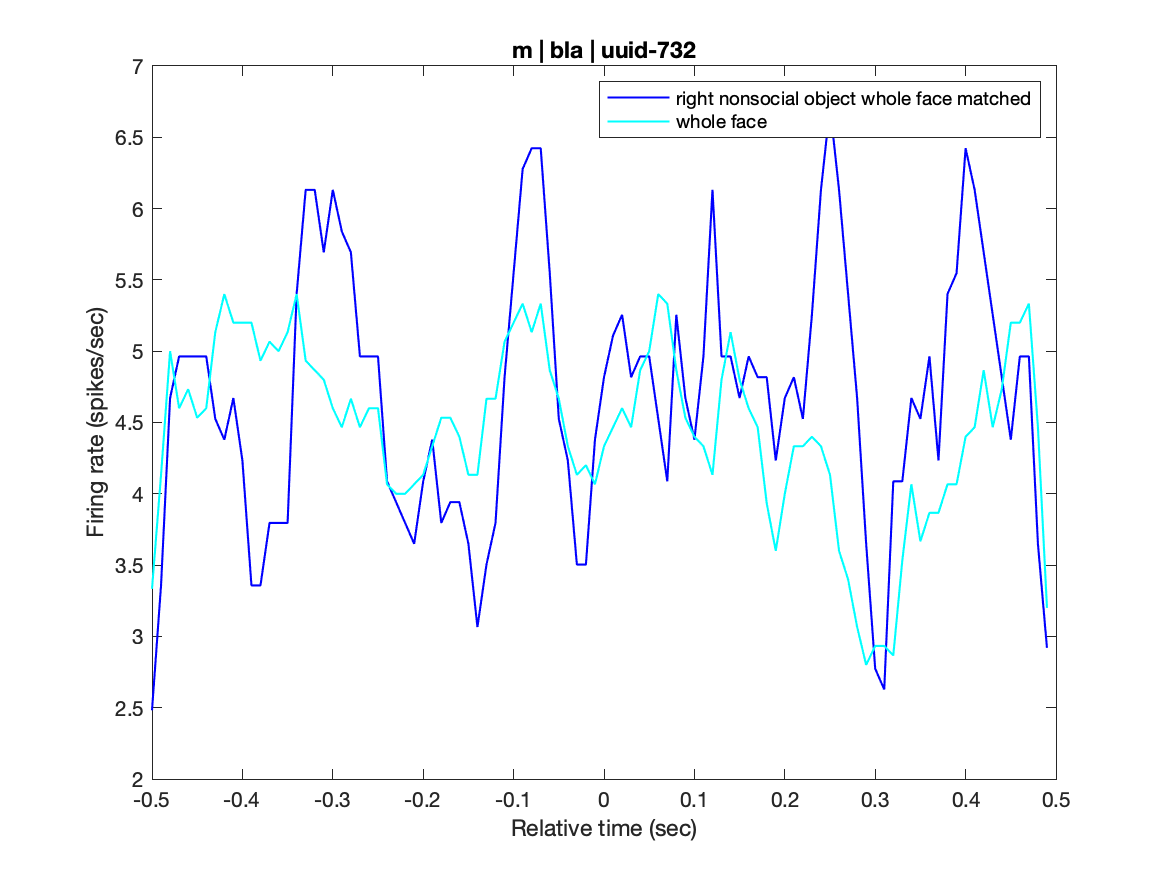 m | bla | uuid-732
right nonsocial object whole face matched
whole face
Firing rate (spikes/sec)
7
6.5
6
5.5
5
4.5
4
3.5
3
2.5
2
-0.5 -0.4 -0.3 -0.2 -0.1 0 0.1 0.2 0.3 0.4 0.5
Relative time (sec)